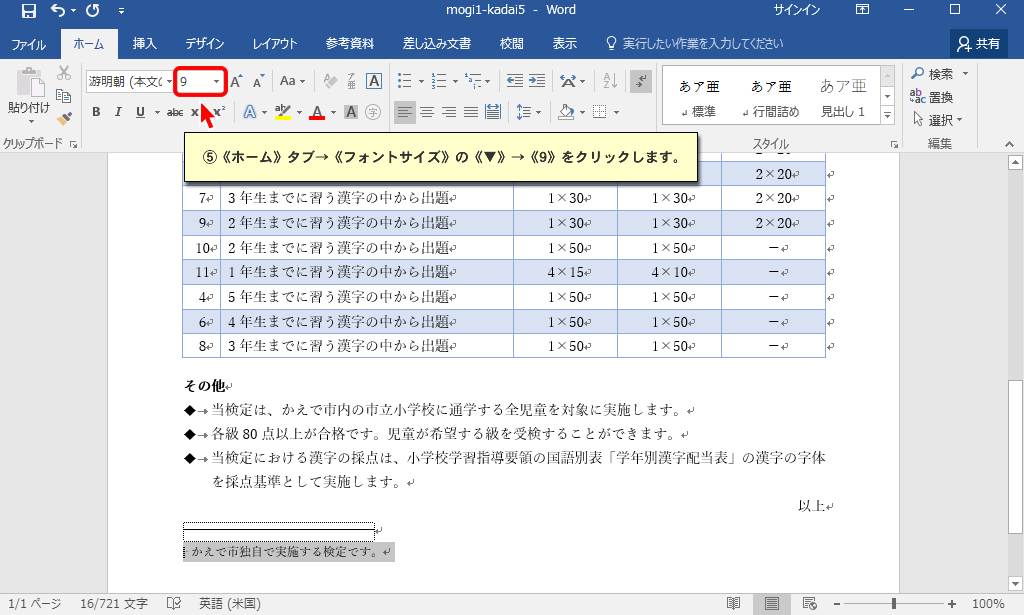 mogi1-kadai5 - Word
サインイン
ファイル ホーム 挿入 デザイン レイアウト 参考資料 差し込み文書 校閲 表示 実行したい作業を入力してください 共有
貼り付け
クリップボード
游明朝 (本文の
9
Aa
B I U abc x x²
あア亜 あア亜 あア亜
↲ 標準 ↲ 行間詰め 見出し 1
スタイル
検索
置換
選択
編集
⑤《ホーム》タブ→《フォントサイズ》の《▼》→《9》をクリックします。
2×20
7 3年生までに習う漢字の中から出題 1×30 1×30 2×20
9 2年生までに習う漢字の中から出題 1×30 1×30 2×20
10 2年生までに習う漢字の中から出題 1×50 1×50 −
11 1年生までに習う漢字の中から出題 4×15 4×10 −
4 5年生までに習う漢字の中から出題 1×50 1×50 −
6 4年生までに習う漢字の中から出題 1×50 1×50 −
8 3年生までに習う漢字の中から出題 1×50 1×50 −
その他
◆→当検定は、かえで市内の市立小学校に通学する全児童を対象に実施します。
◆→各級80点以上が合格です。児童が希望する級を受検することができます。
◆→当検定における漢字の採点は、小学校学習指導要領の国語別表「学年別漢字配当表」の漢字の字体
を採点基準として実施します。
以上
かえで市独自で実施する検定です。
1/1 ページ 16/721 文字 英語 (米国) 100%